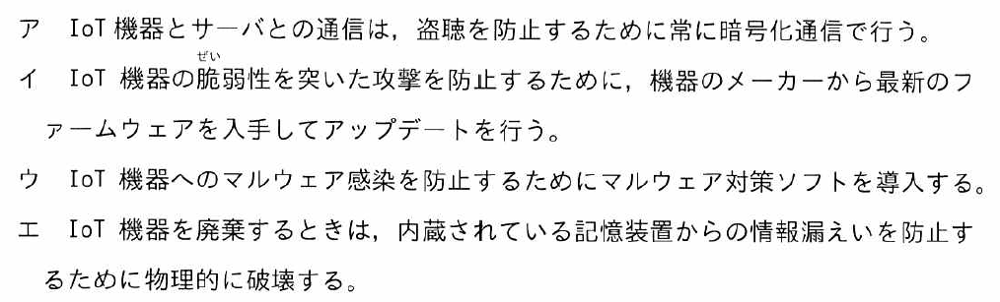 ア　IoT機器とサーバとの通信は，盗聴を防止するために常に暗号化通信で行う。
ぜい
イ　IoT 機器の脆弱性を突いた攻撃を防止するために，機器のメーカーから最新のフ
ァームウェアを入手してアップデートを行う。
ウ　IoT 機器へのマルウェア感染を防止するためにマルウェア対策ソフトを導入する。
エ　IoT 機器を廃棄するときは，内蔵されている記憶装置からの情報漏えいを防止す
るために物理的に破壊する。